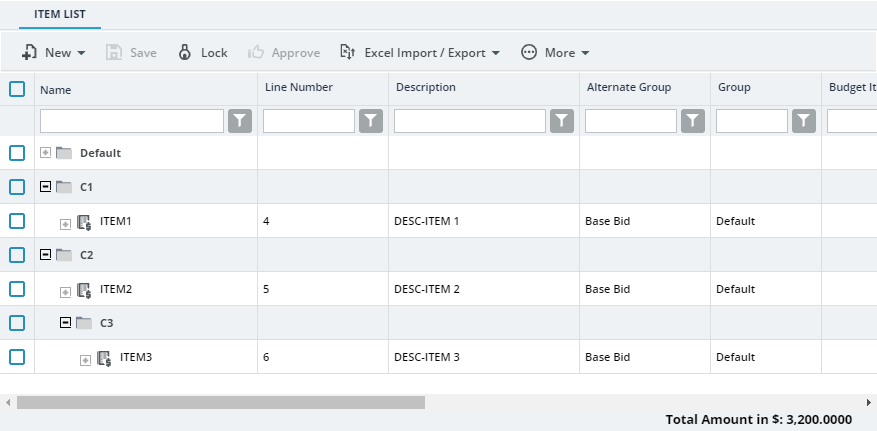 ITEM LIST
New Save Lock Approve Excel Import / Export More
Name Line Number Description Alternate Group Group Budget It
Default
C1
ITEM1 4 DESC-ITEM 1 Base Bid Default
C2
ITEM2 5 DESC-ITEM 2 Base Bid Default
C3
ITEM3 6 DESC-ITEM 3 Base Bid Default
Total Amount in $: 3,200.0000